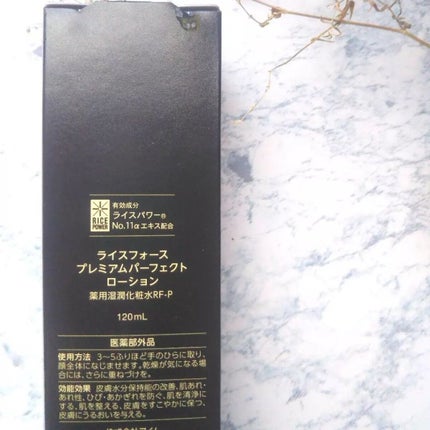 RICE
POWER
有効成分
ライスパワー®
No.11αエキス配合
ライスフォース
プレミアムパーフェクト
ローション
薬用湿潤化粧水RF-P
120mL
医薬部外品
使用方法 3〜5ふりほど手のひらに取り、
顔全体になじませます。乾燥が気になる場
合には、さらに重ねづけを。
効能効果 皮膚水分保持能の改善、肌あれ・
あれ性、ひび・あかぎれを防ぐ、肌を清浄に
する、肌を整える、皮膚をすこやかに保つ、
皮膚にうるおいを与える。